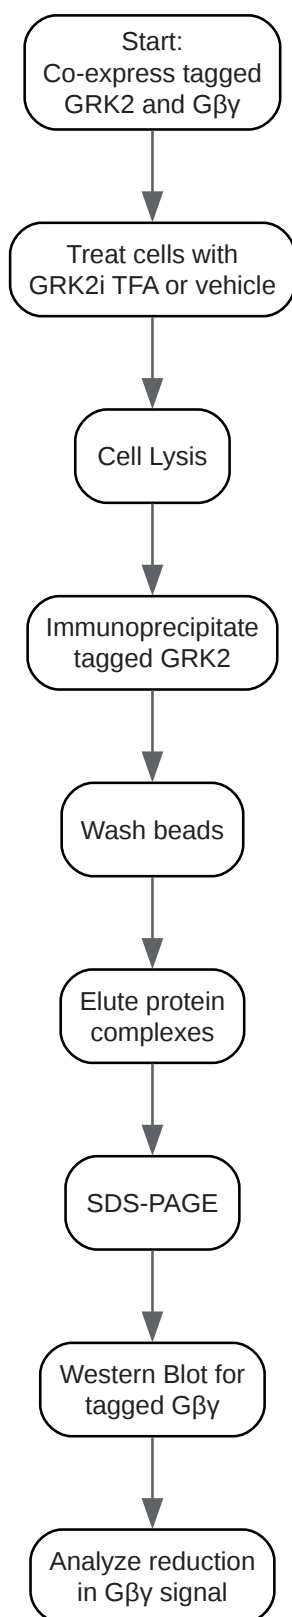 Start:
Co-express tagged
GRK2 and Gβγ
Treat cells with
GRK2i TFA or vehicle
Cell Lysis
Immunoprecipitate
tagged GRK2
Wash beads
Elute protein
complexes
SDS-PAGE
Western Blot for
tagged Gβγ
Analyze reduction
in Gβγ signal